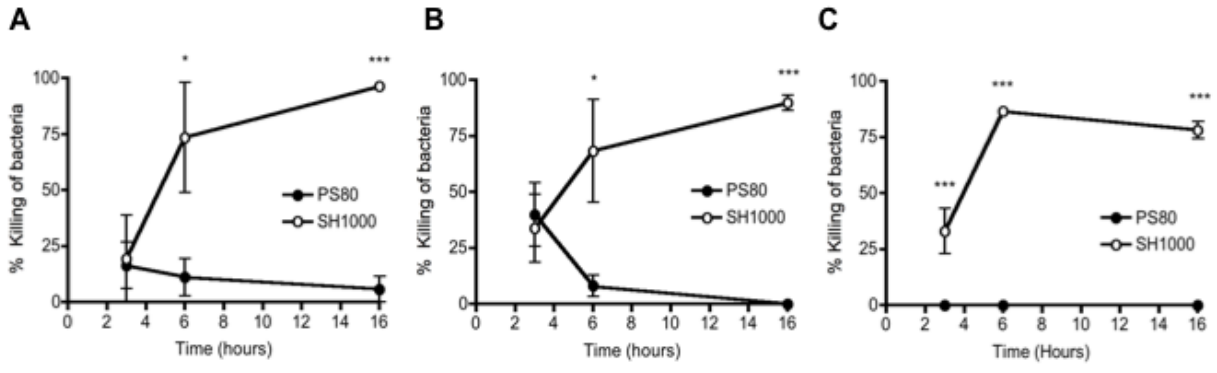 A
% Killing of bacteria
100
75
50
25
0
* ***
PS80
SH1000
0 2 4 6 8 10 12 14 16
Time (hours)
B
% Killing of bacteria
100
75
50
25
0
* ***
PS80
SH1000
0 2 4 6 8 10 12 14 16
Time (hours)
C
% Killing of bacteria
100
75
50
25
0
*** *** ***
PS80
SH1000
0 2 4 6 8 10 12 14 16
Time (Hours)